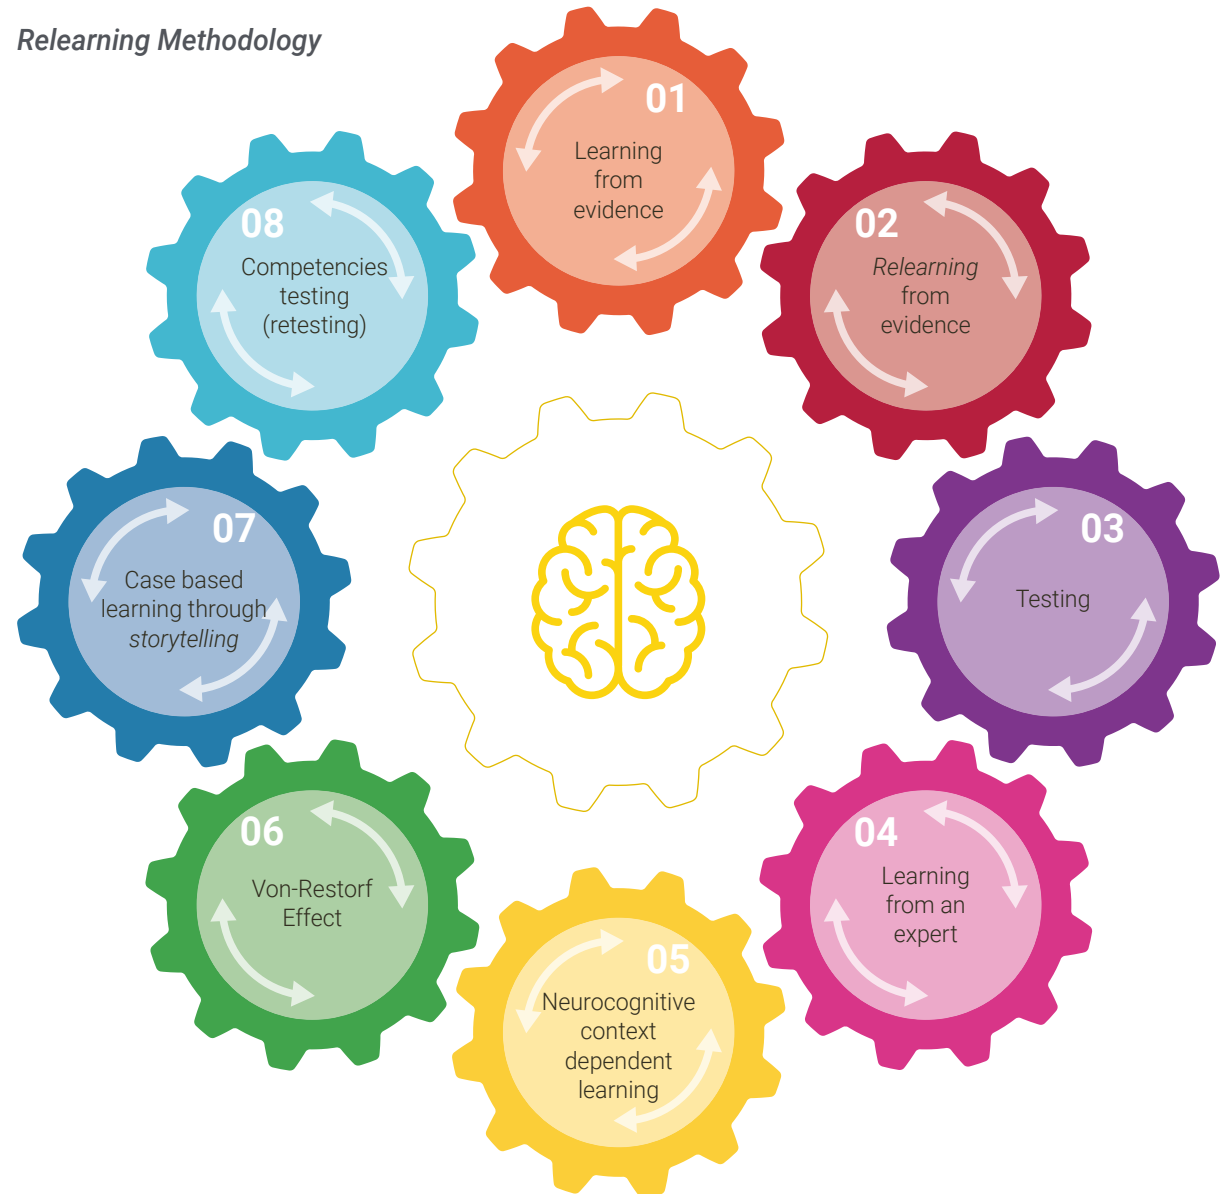 Relearning Methodology
01
Learning
from
evidence
02
Relearning
from
evidence
03
Testing
04
Learning
from an
expert
05
Neurocognitive
context
dependent
learning
06
Von-Restorf
Effect
07
Case based
learning through
storytelling
08
Competencies
testing
(retesting)